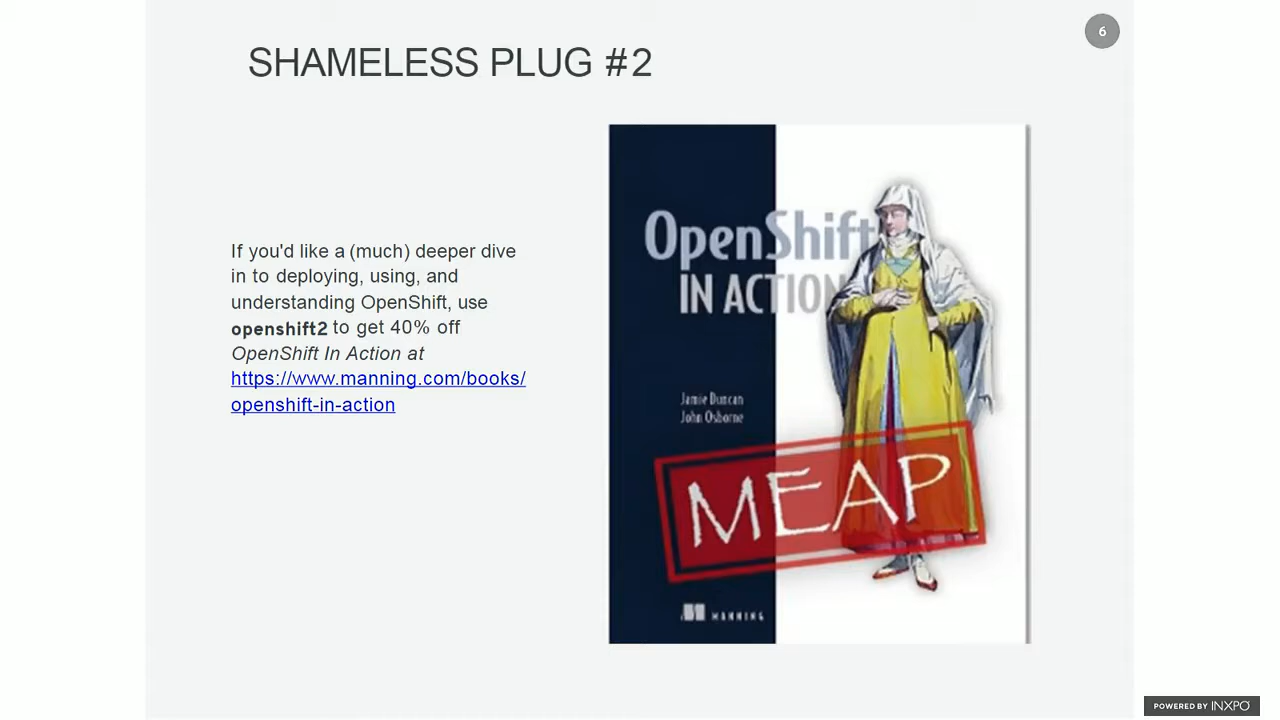 6
SHAMELESS PLUG #2
If you'd like a (much) deeper dive
in to deploying, using, and
understanding OpenShift, use
openshift2 to get 40% off
OpenShift In Action at
https://www.manning.com/books/
openshift-in-action
OpenShift
IN ACTION
Jamie Duncan
John Osborne
MEAP
MANNING
POWERED BY INXPO